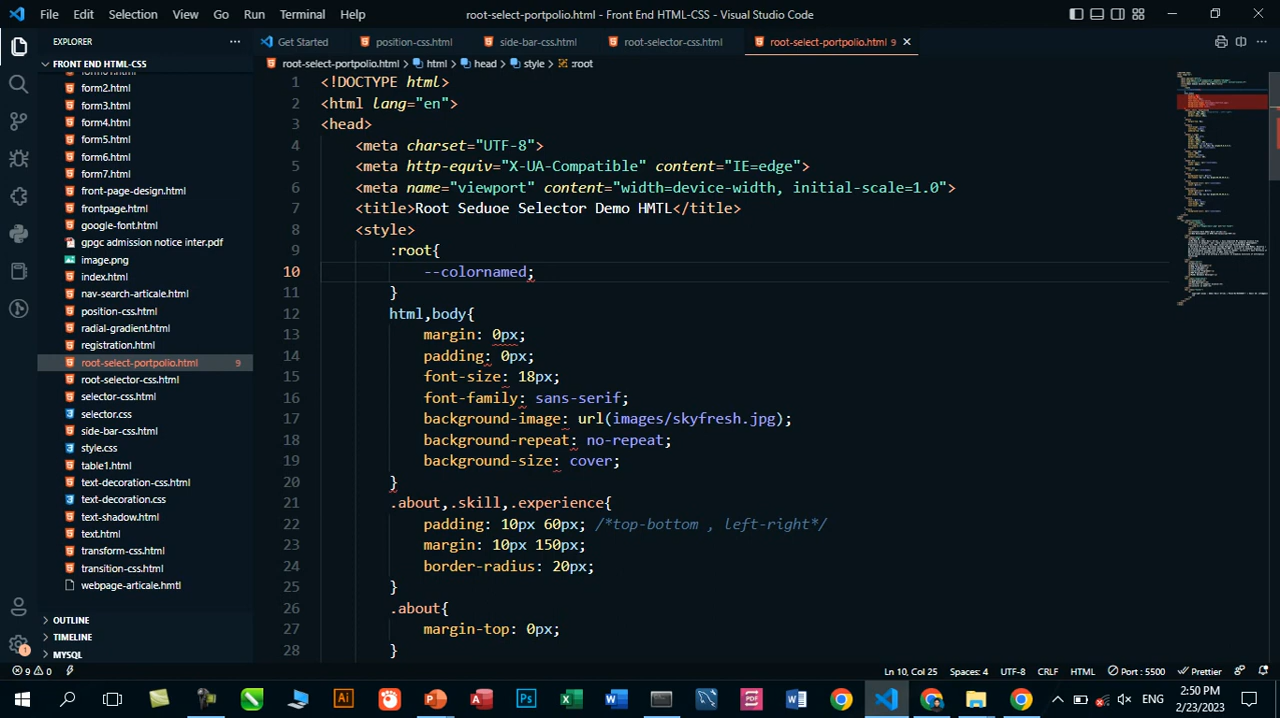 File Edit Selection View Go Run Terminal Help
root-select-portpolio.html - Front End HTML-CSS - Visual Studio Code
EXPLORER
Get Started
position-css.html
side-bar-css.html
root-selector-css.html
root-select-portpolio.html 9
FRONT END HTML-CSS
root-select-portpolio.html > html > head > style > :root
form2.html
form3.html
form4.html
form5.html
form6.html
form7.html
front-page-design.html
frontpage.html
google-font.html
gpgc admission notice inter.pdf
image.png
index.html
nav-search-articale.html
position-css.html
radial-gradient.html
registration.html
root-select-portpolio.html 9
root-selector-css.html
selector-css.html
selector.css
side-bar-css.html
style.css
table1.html
text-decoration-css.html
text-decoration.css
text-shadow.html
text.html
transform-css.html
transition-css.html
webpage-articale.hmtl
OUTLINE
TIMELINE
MYSQL
1 <!DOCTYPE html>
2 <html lang="en">
3 <head>
4 <meta charset="UTF-8">
5 <meta http-equiv="X-UA-Compatible" content="IE=edge">
6 <meta name="viewport" content="width=device-width, initial-scale=1.0">
7 <title>Root Seduoe Selector Demo HMTL</title>
8 <style>
9 :root{
10 --colornamed;
11 }
12 html,body{
13 margin: 0px;
14 padding: 0px;
15 font-size: 18px;
16 font-family: sans-serif;
17 background-image: url(images/skyfresh.jpg);
18 background-repeat: no-repeat;
19 background-size: cover;
20 }
21 .about,.skill,.experience{
22 padding: 10px 60px; /*top-bottom , left-right*/
23 margin: 10px 150px;
24 border-radius: 20px;
25 }
26 .about{
27 margin-top: 0px;
28 }
9 0
Ln 10, Col 25
Spaces: 4
UTF-8
CRLF
HTML
Port : 5500
Prettier
ENG
2:50 PM
2/23/2023